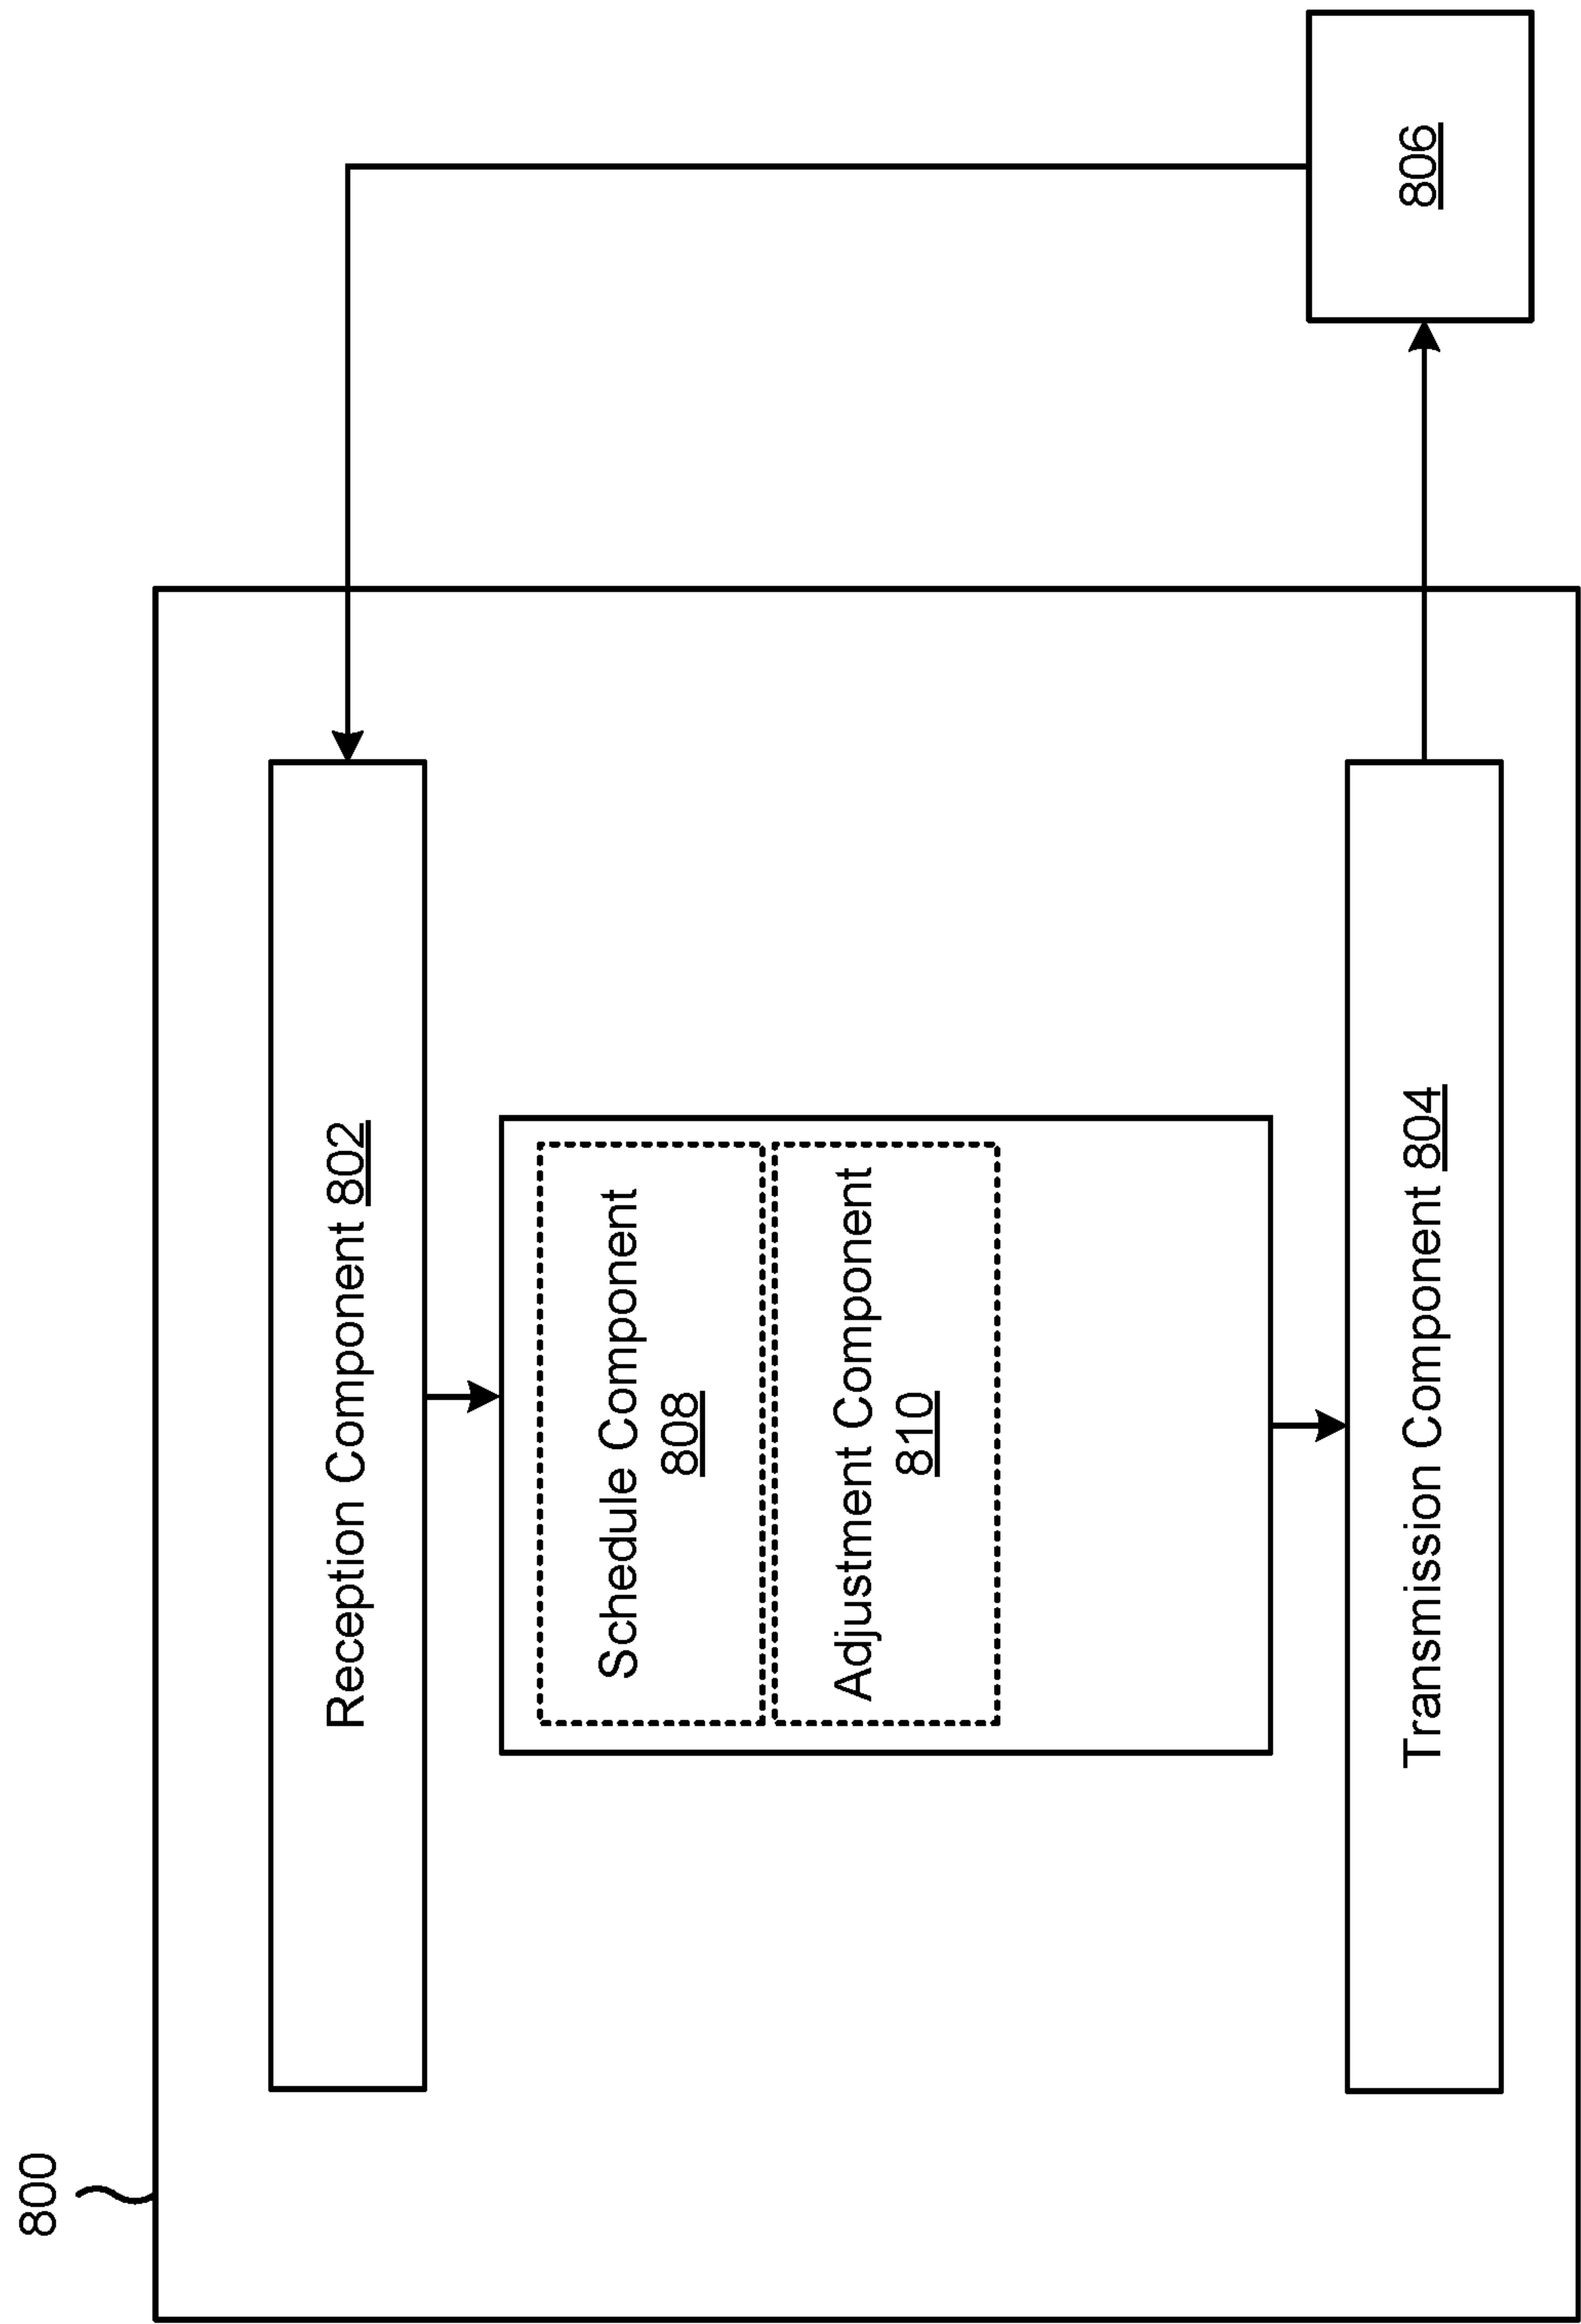 800
Reception Component 802
Schedule Component
808
Adjustment Component
810
Transmission Component 804
806